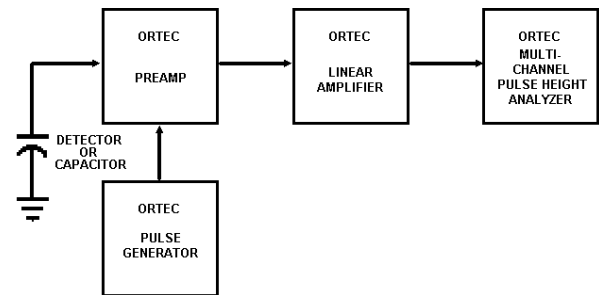 ORTEC
PREAMP
ORTEC
LINEAR
AMPLIFIER
ORTEC
MULTI-
CHANNEL
PULSE HEIGHT
ANALYZER
DETECTOR
OR
CAPACITOR
ORTEC
PULSE
GENERATOR